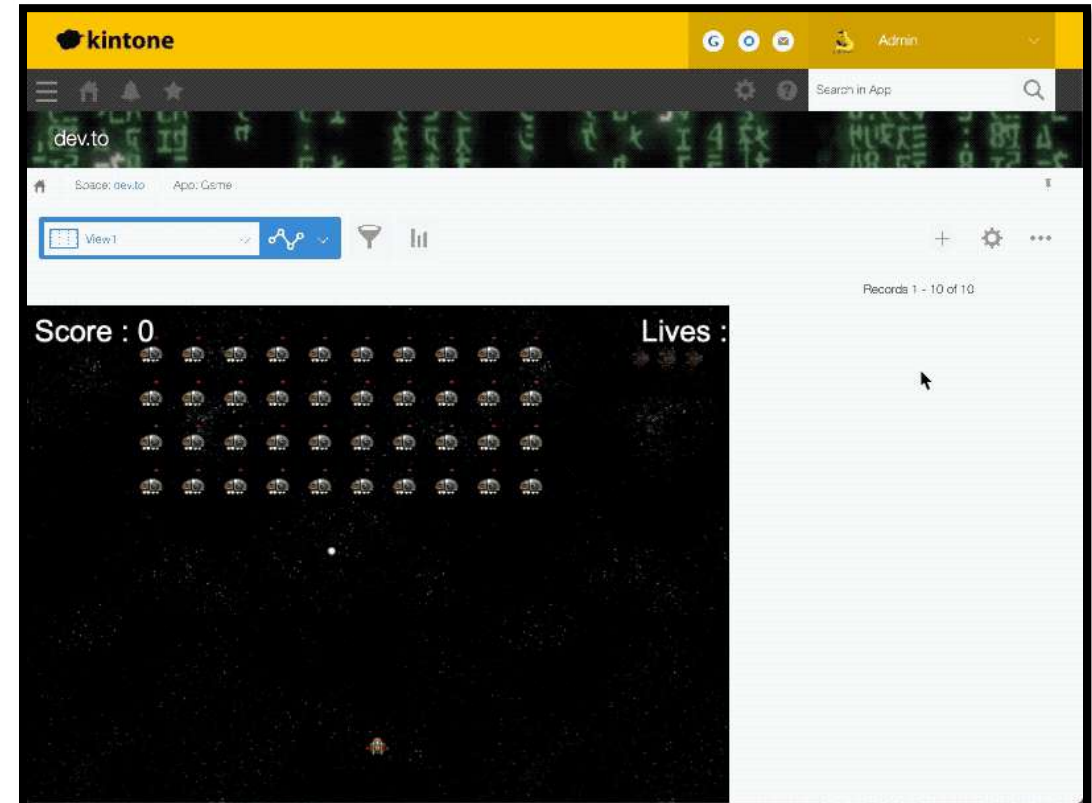 kintone
Admin
Search in App
dev.to
Space: dev.to App: Game
View1
Records 1 - 10 of 10
Score : 0
Lives :